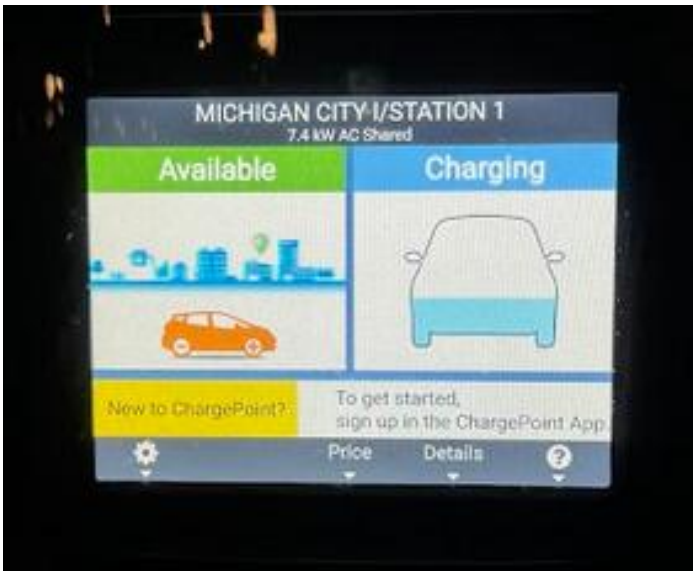 MICHIGAN CITY I/STATION 1
7.4 kW AC Shared
Available
Charging
New to ChargePoint?
To get started,
sign up in the ChargePoint App.
Price
Details
?